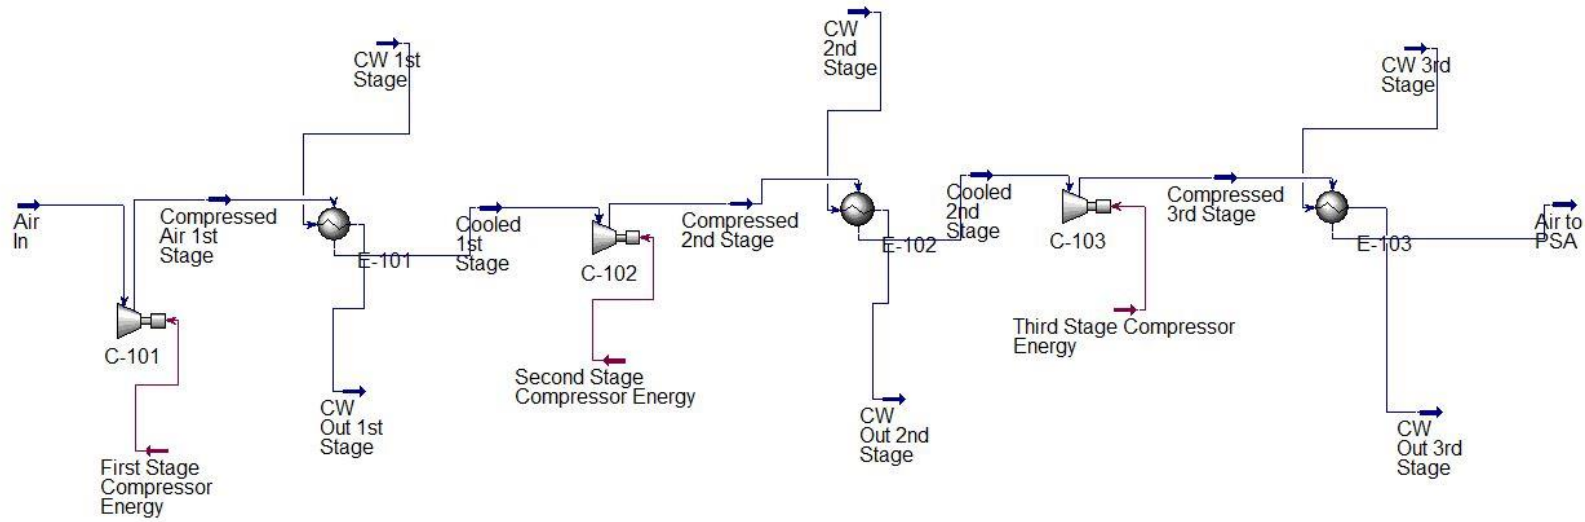 Air
In
C-101
First Stage
Compressor
Energy
Compressed
Air 1st
Stage
CW 1st
Stage
E-101
CW
Out 1st
Stage
Cooled
1st
Stage
C-102
Second Stage
Compressor Energy
Compressed
2nd Stage
CW
2nd
Stage
E-102
CW
Out 2nd
Stage
Cooled
2nd
Stage
C-103
Third Stage Compressor
Energy
Compressed
3rd Stage
CW 3rd
Stage
E-103
CW
Out 3rd
Stage
Air to
PSA